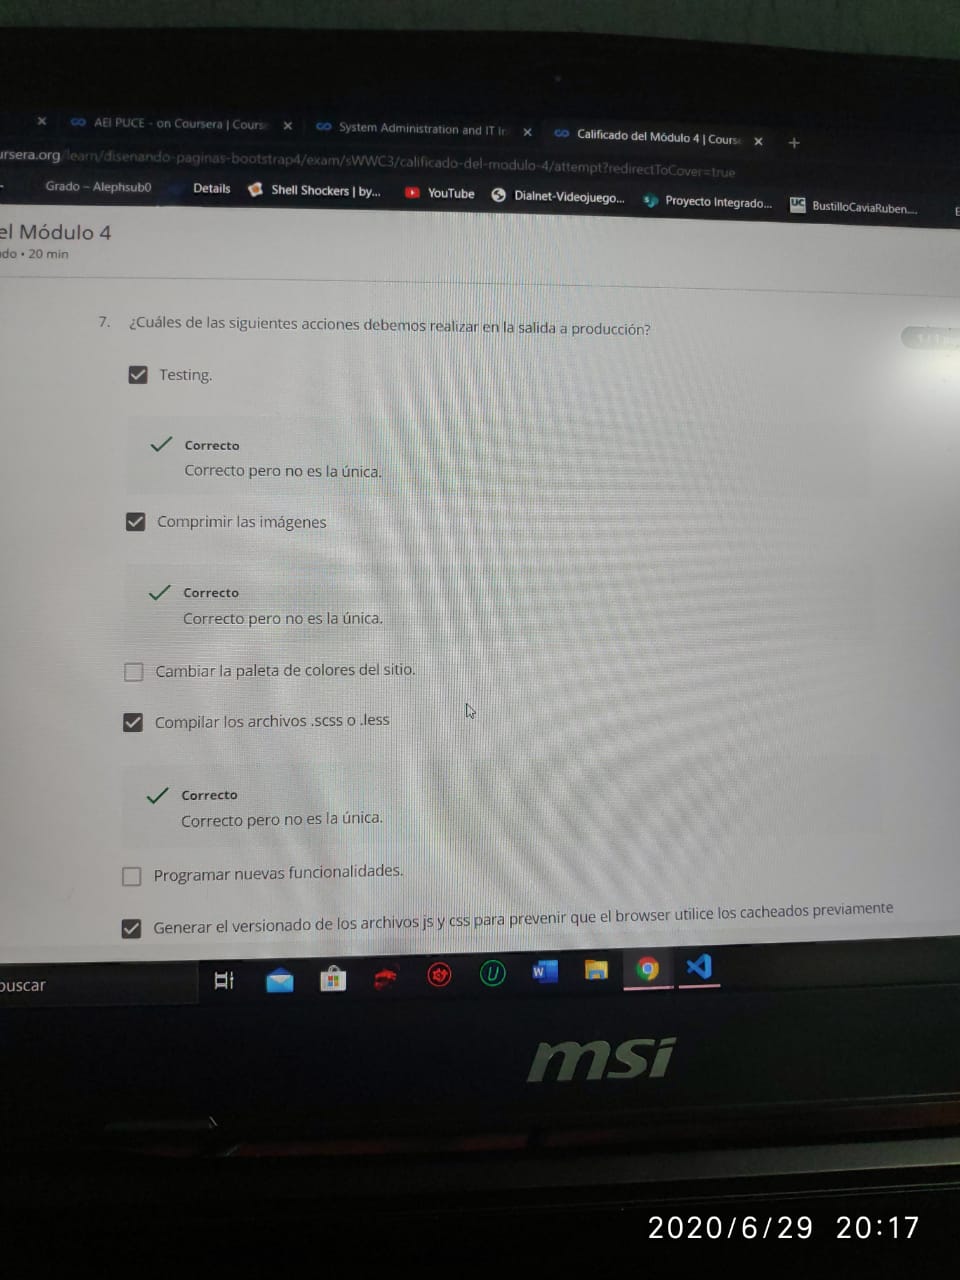 AEI PUCE - on Coursera | Cours
System Administration and IT In
Calificado del Módulo 4 | Cours
ursera.org/learn/disenando-paginas-bootstrap4/exam/sWWC3/calificado-del-modulo-4/attempt?redirectToCover=true
Grado – Alephsub0
Details
Shell Shockers | by...
YouTube
Dialnet-Videojuego...
Proyecto Integrado...
UC
BustilloCaviaRuben....
el Módulo 4
do • 20 min
7. ¿Cuáles de las siguientes acciones debemos realizar en la salida a producción?
Testing.
Correcto
Correcto pero no es la única.
Comprimir las imágenes
Correcto
Correcto pero no es la única.
Cambiar la paleta de colores del sitio.
Compilar los archivos .scss o .less
Correcto
Correcto pero no es la única.
Programar nuevas funcionalidades.
Generar el versionado de los archivos js y css para prevenir que el browser utilice los cacheados previamente
buscar
msi
2020/6/29 20:17